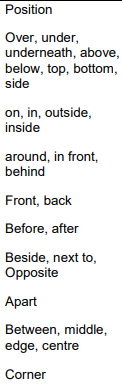 Position
Over, under,
underneath, above,
below, top, bottom,
side
on, in, outside,
inside
around, in front,
behind
Front, back
Before, after
Beside, next to,
Opposite
Apart
Between, middle,
edge, centre
Corner